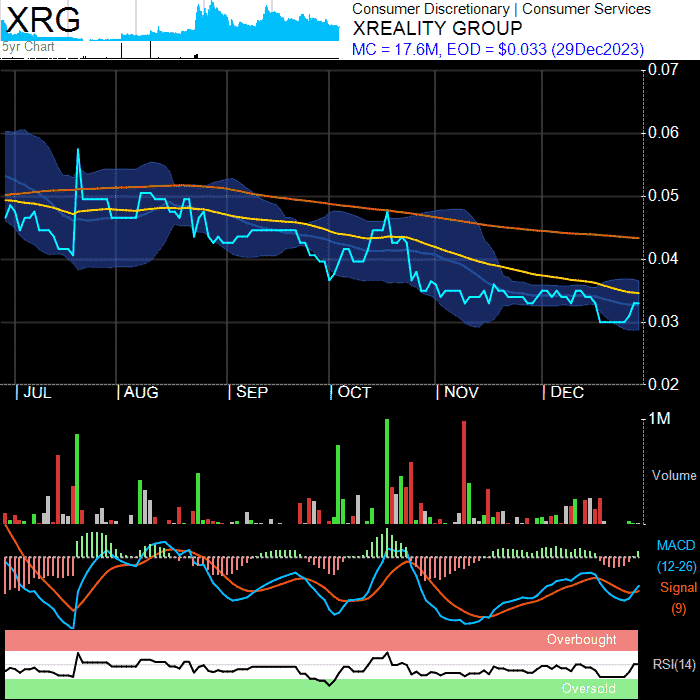 XRG
5yr Chart
Consumer Discretionary | Consumer Services
XREALITY GROUP
MC = 17.6M, EOD = $0.033 (29Dec2023)
0.07
0.06
0.05
0.04
0.03
0.02
| JUL | AUG | SEP | OCT | NOV | DEC
1M
Volume
MACD
(12-26)
Signal
(9)
Overbought
RSI(14)
Oversold